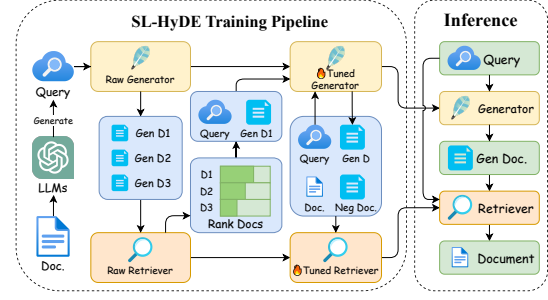 SL-HyDE Training Pipeline
Query
Generate
LLMs
Doc.
Raw Generator
Gen D1
Gen D2
Gen D3
Raw Retriever
Query
Gen D1
D1
D2
D3
Rank Docs
Tuned
Generator
Query
Gen D
Doc.
Neg Doc.
Tuned Retriever
Inference
Query
Generator
Gen Doc.
Retriever
Document